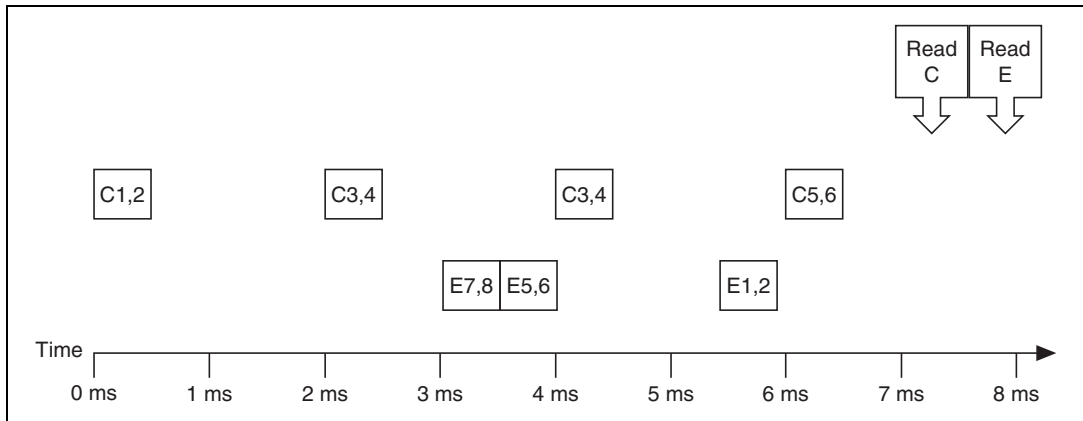 Read
C
Read
E
C1,2
C3,4
C3,4
C5,6
E7,8
E5,6
E1,2
Time
0 ms
1 ms
2 ms
3 ms
4 ms
5 ms
6 ms
7 ms
8 ms